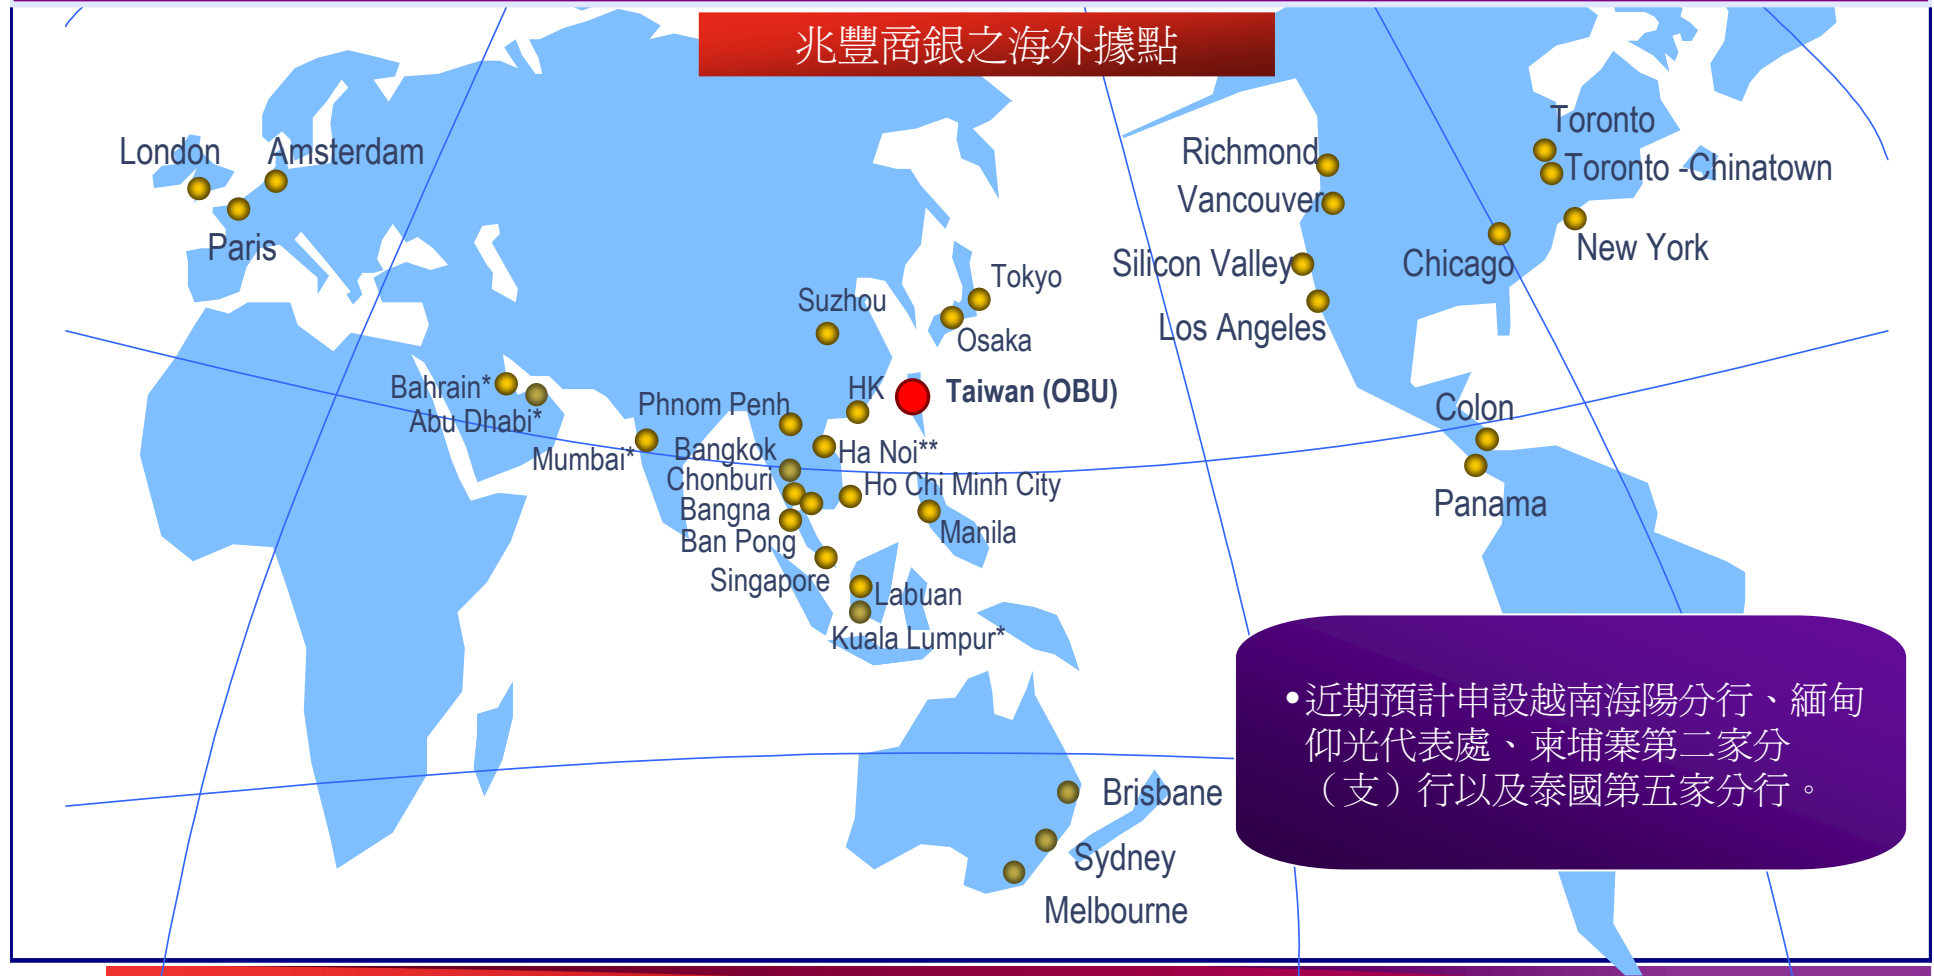 兆豐商銀之海外據點
London
Amsterdam
Paris
Richmond
Vancouver
Silicon Valley
Los Angeles
Toronto
Toronto -Chinatown
New York
Chicago
Tokyo
Suzhou
Osaka
Bahrain*
Abu Dhabi*
Mumbai*
Phnom Penh
HK
Taiwan (OBU)
Bangkok
Ha Noi**
Chonburi
Ho Chi Minh City
Bangna
Manila
Ban Pong
Singapore
Labuan
Kuala Lumpur*
Colon
Panama
Brisbane
Sydney
Melbourne
•近期預計申設越南海陽分行、緬甸
仰光代表處、柬埔寨第二家分
（支）行以及泰國第五家分行。